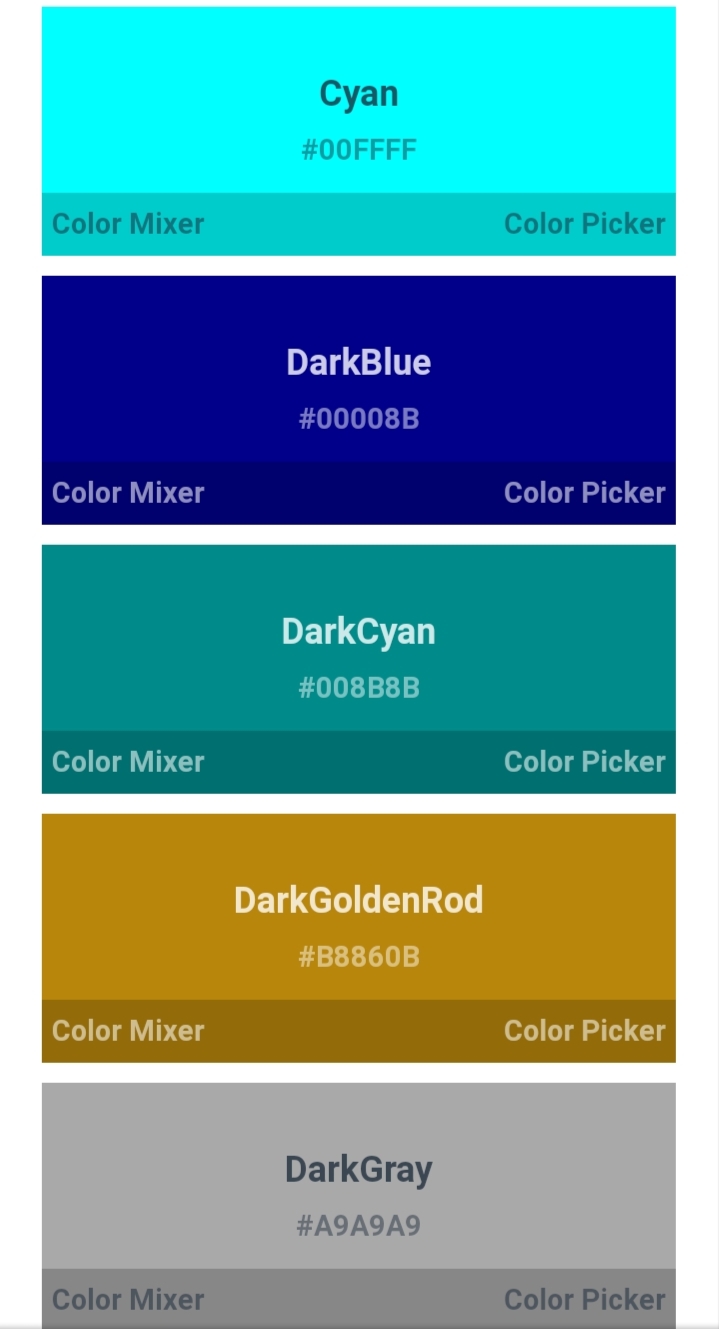 Cyan
#00FFFF
Color Mixer Color Picker
DarkBlue
#00008B
Color Mixer Color Picker
DarkCyan
#008B8B
Color Mixer Color Picker
DarkGoldenRod
#B8860B
Color Mixer Color Picker
DarkGray
#A9A9A9
Color Mixer Color Picker